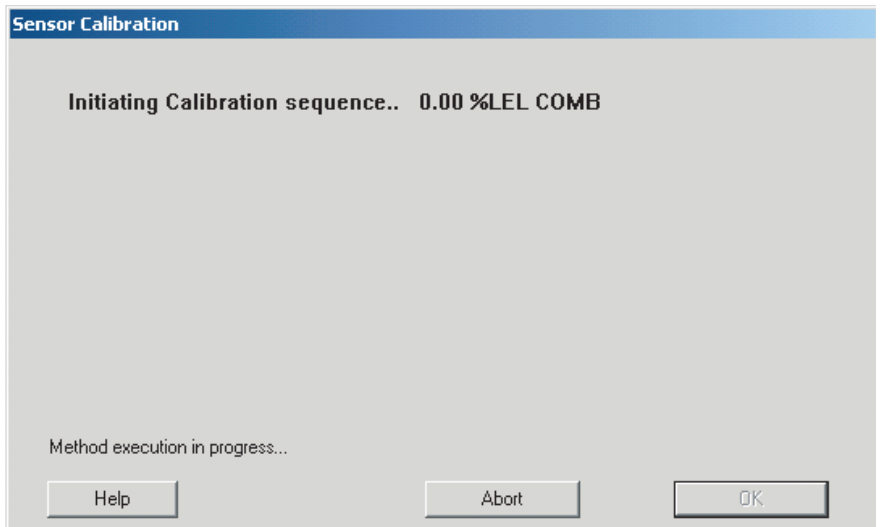 Sensor Calibration
Initiating Calibration sequence.. 0.00 %LEL COMB
Method execution in progress...
Help
Abort
OK